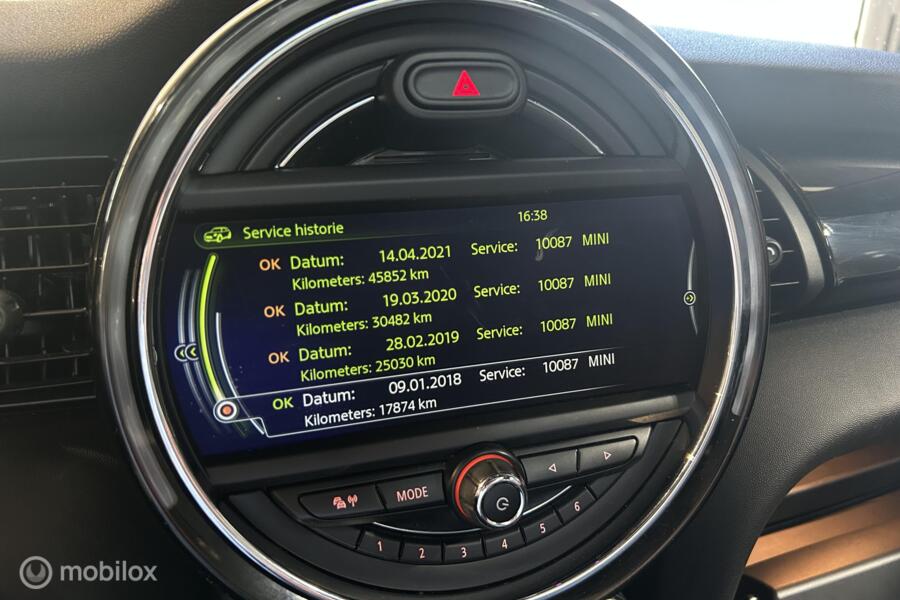 Service historie 16:38
OK Datum: 14.04.2021 Service: 10087 MINI
Kilometers: 45852 km
OK Datum: 19.03.2020 Service: 10087 MINI
Kilometers: 30482 km
OK Datum: 28.02.2019 Service: 10087 MINI
Kilometers: 25030 km
OK Datum: 09.01.2018 Service: 10087 MINI
Kilometers: 17874 km
MODE
1 2 3 4 5 6
mobilox